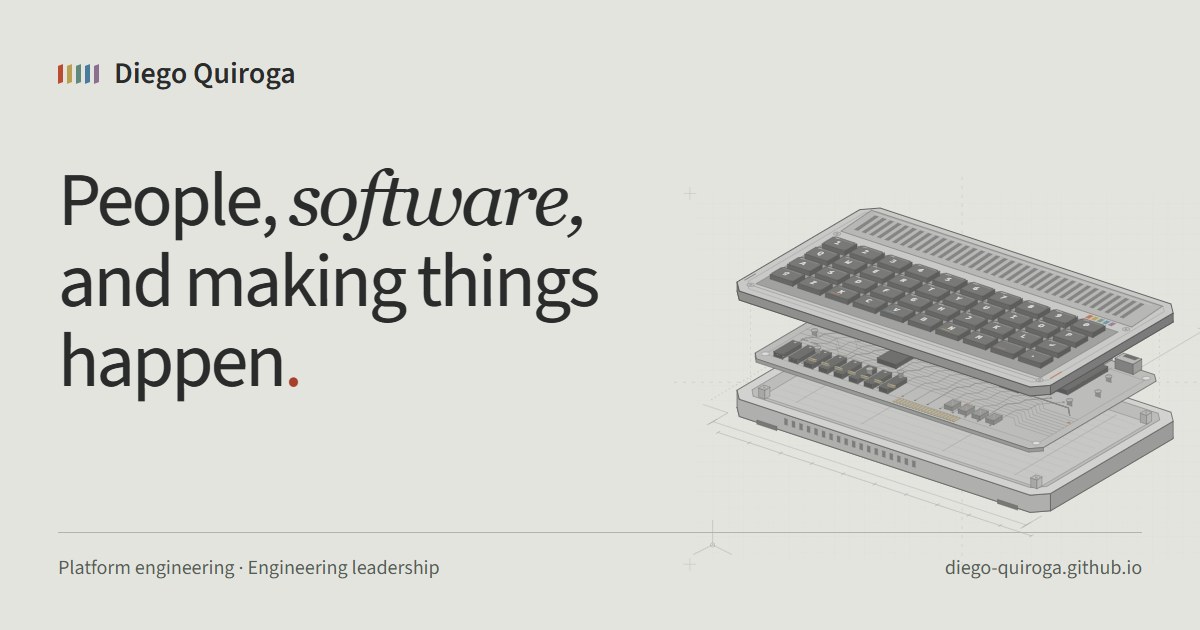 Diego Quiroga
People, software,
and making things
happen.
Platform engineering · Engineering leadership
diego-quiroga.github.io